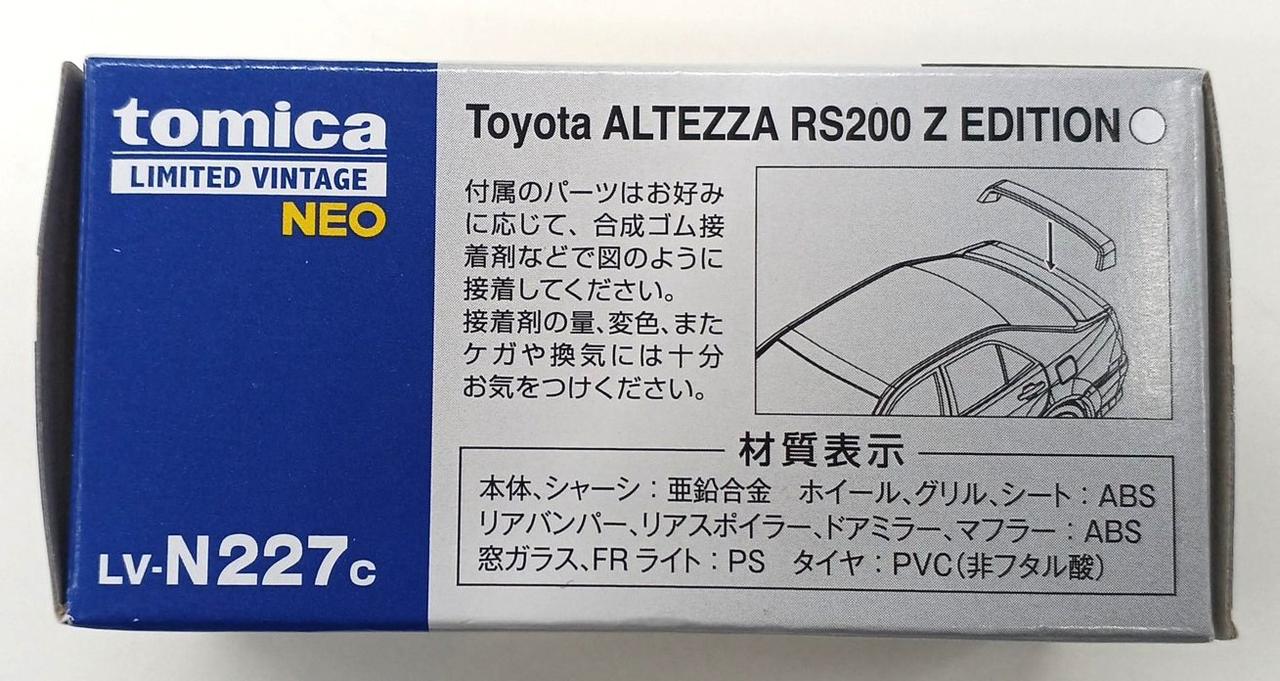 tomica
LIMITED VINTAGE
NEO
LV-N227c
Toyota ALTEZZA RS200 Z EDITION
付属のパーツはお好み
に応じて、合成ゴム接
着剤などで図のように
接着してください。
接着剤の量、変色、また
ケガや換気には十分
お気をつけください。
材質表示
本体、シャーシ：亜鉛合金　ホイール、グリル、シート：ABS
リアバンパー、リアスポイラー、ドアミラー、マフラー：ABS
窓ガラス、FRライト：PS　タイヤ：PVC（非フタル酸）